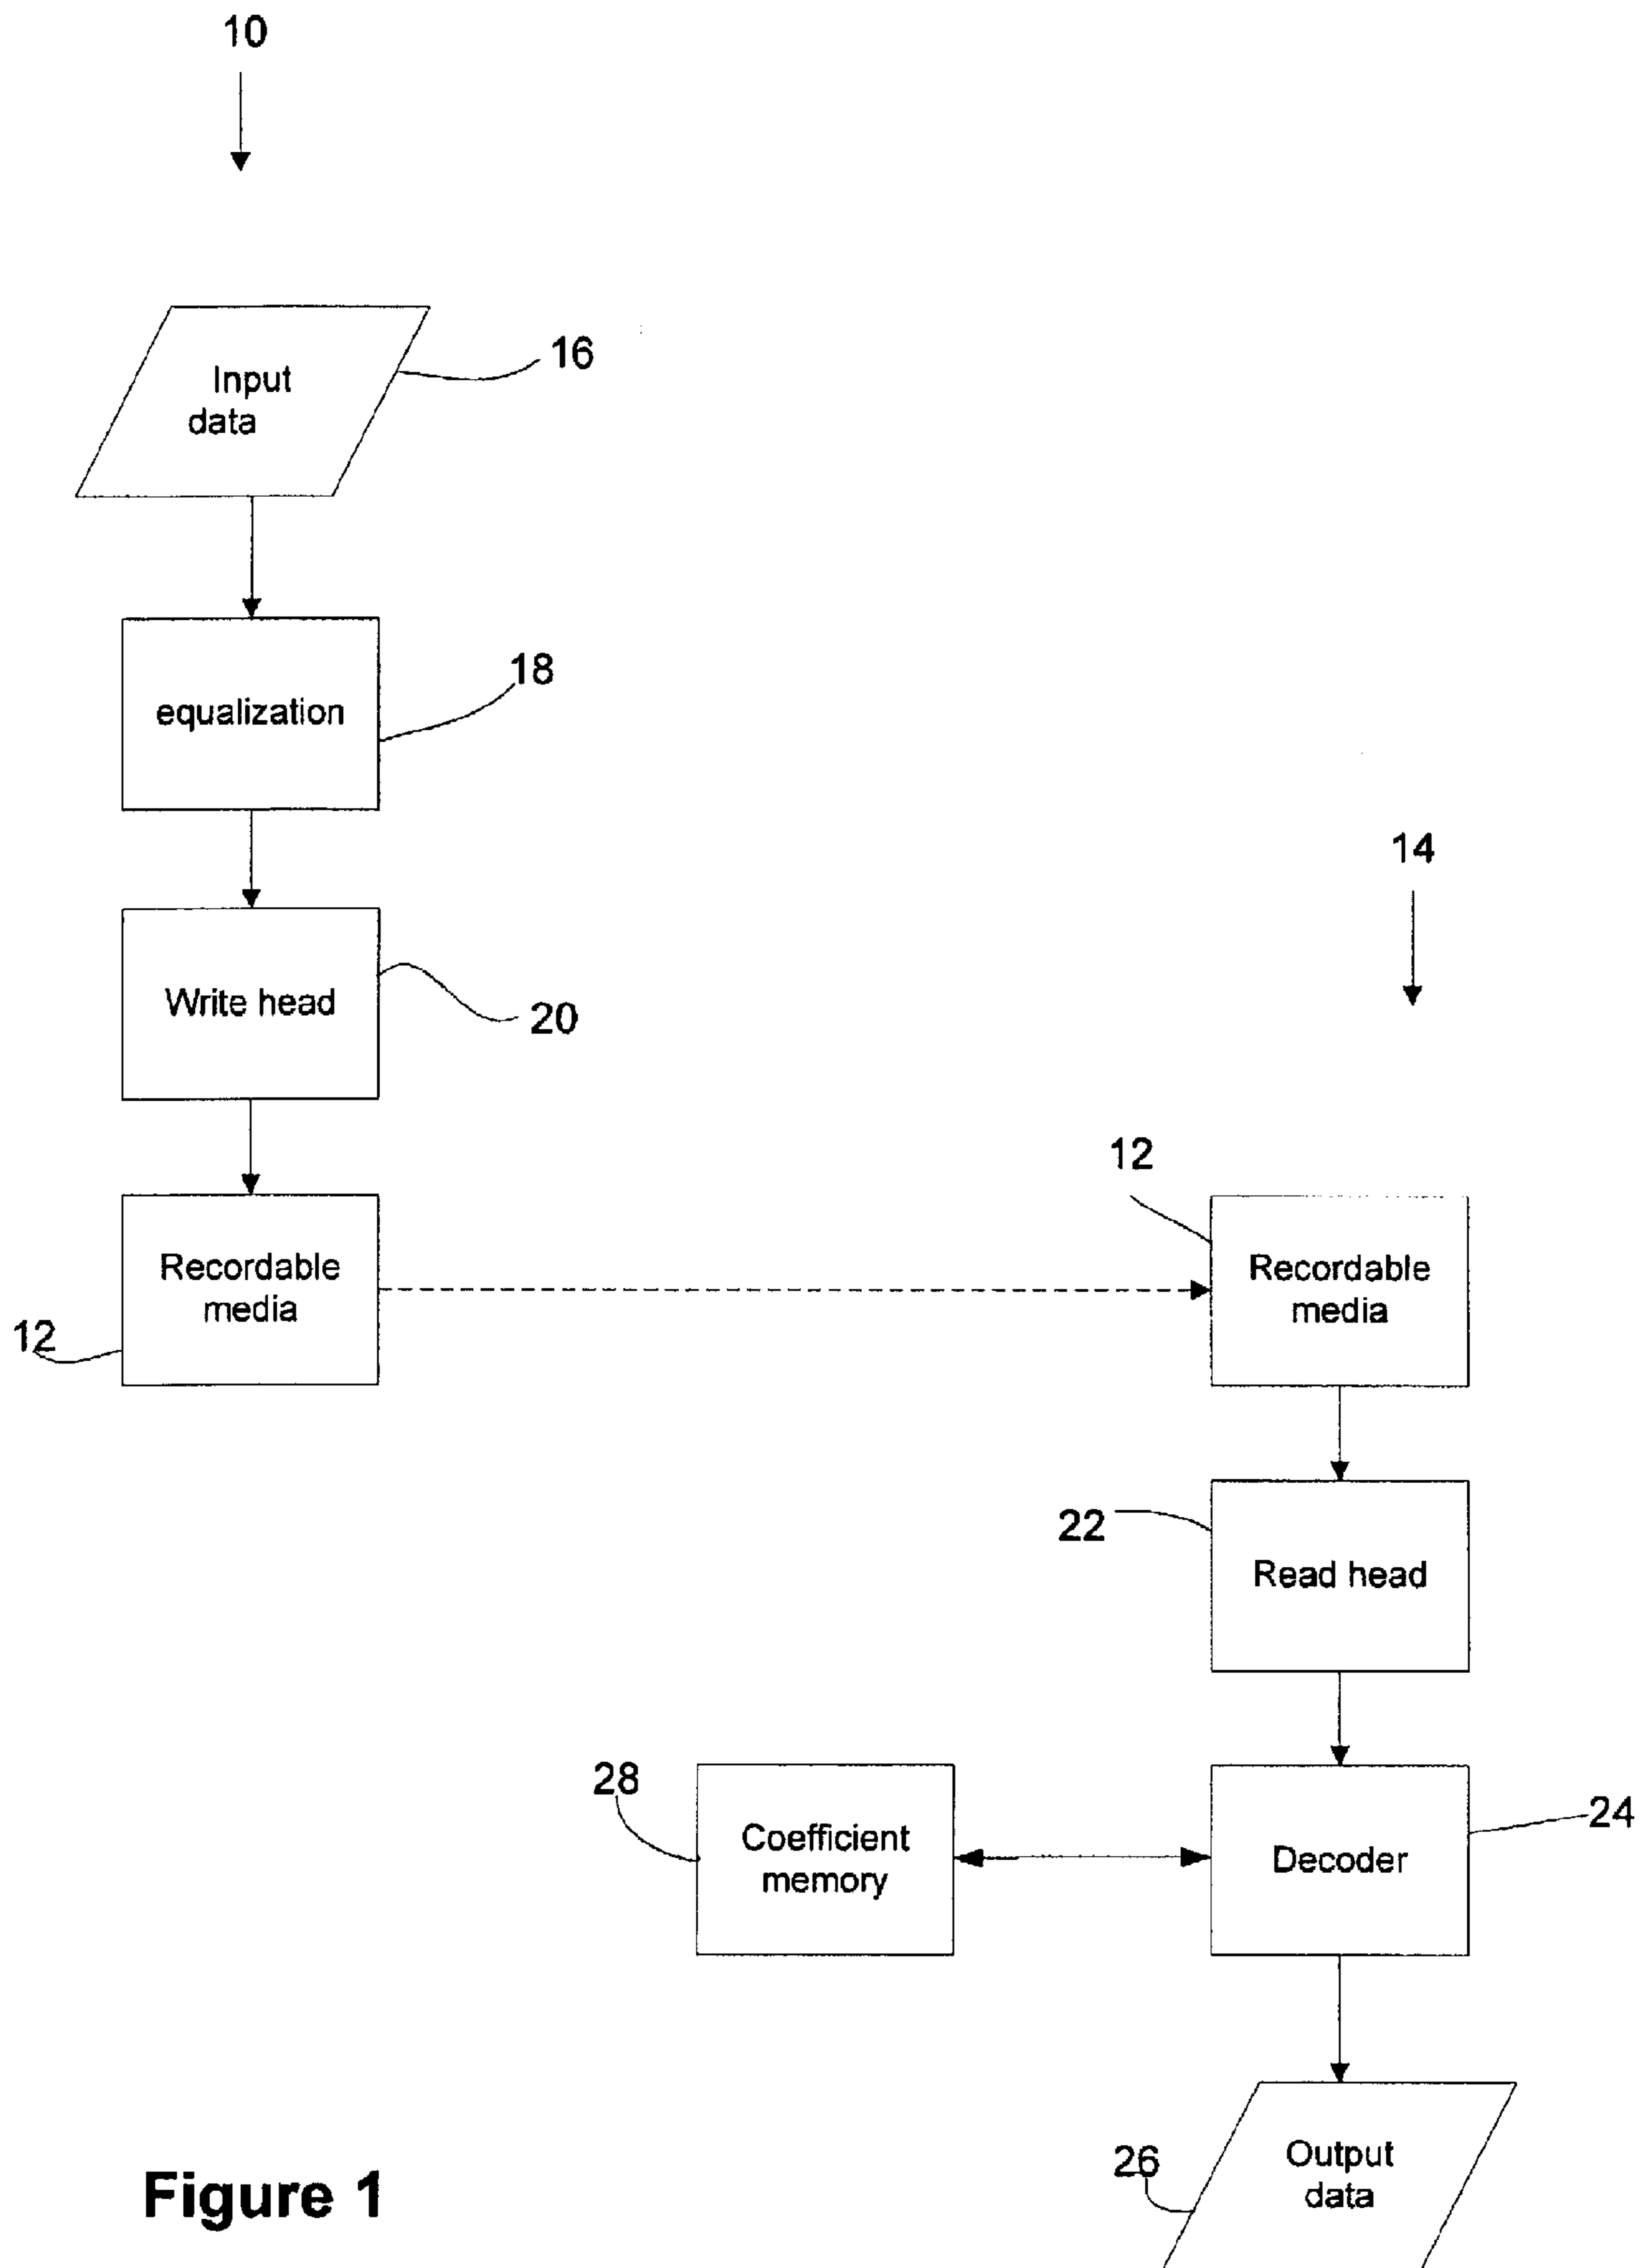 10
Input
data
16
equalization
18
Write head
20
Recordable
media
12
14
12
Recordable
media
22
Read head
28
Coefficient
memory
Decoder
24
26
Output
data
Figure 1